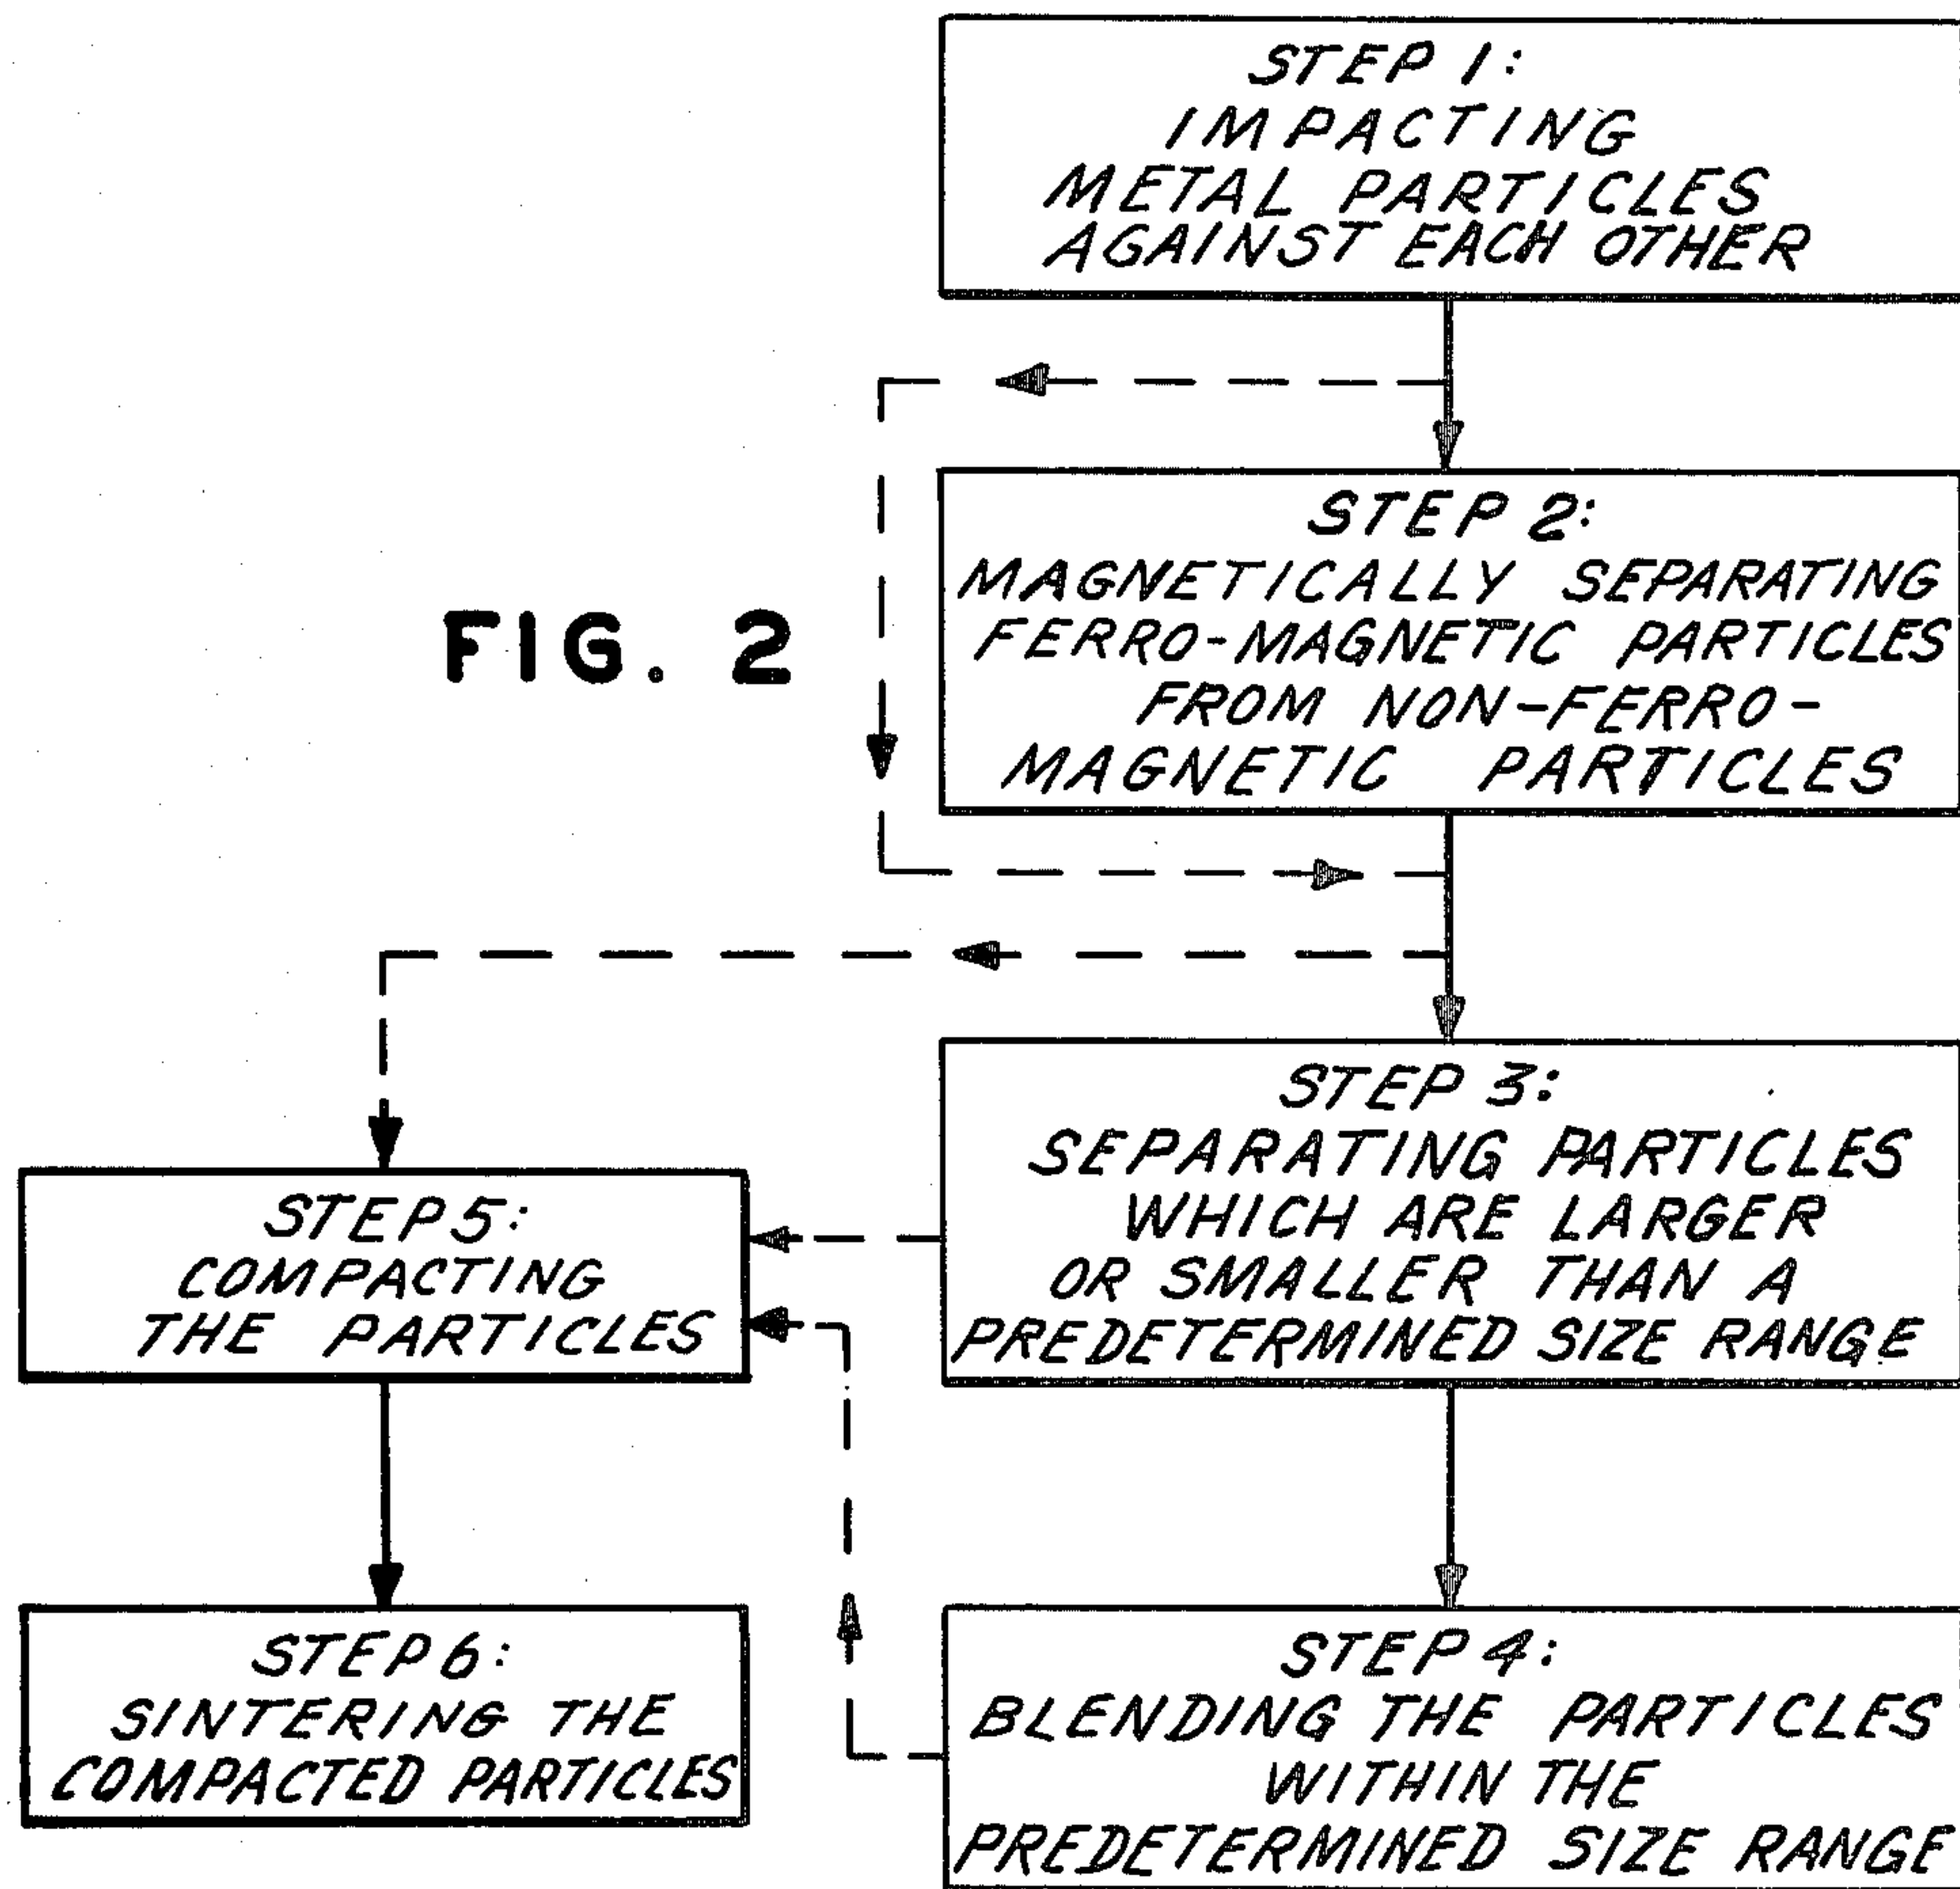 STEP 1:
IMPACTING
METAL PARTICLES
AGAINST EACH OTHER
STEP 2:
MAGNETICALLY SEPARATING
FERRO-MAGNETIC PARTICLES
FROM NON-FERRO-
MAGNETIC PARTICLES
FIG. 2
STEP 3:
SEPARATING PARTICLES
WHICH ARE LARGER
OR SMALLER THAN A
PREDETERMINED SIZE RANGE
STEP 4:
BLENDING THE PARTICLES
WITHIN THE
PREDETERMINED SIZE RANGE
STEP 5:
COMPACTING
THE PARTICLES
STEP 6:
SINTERING THE
COMPACTED PARTICLES